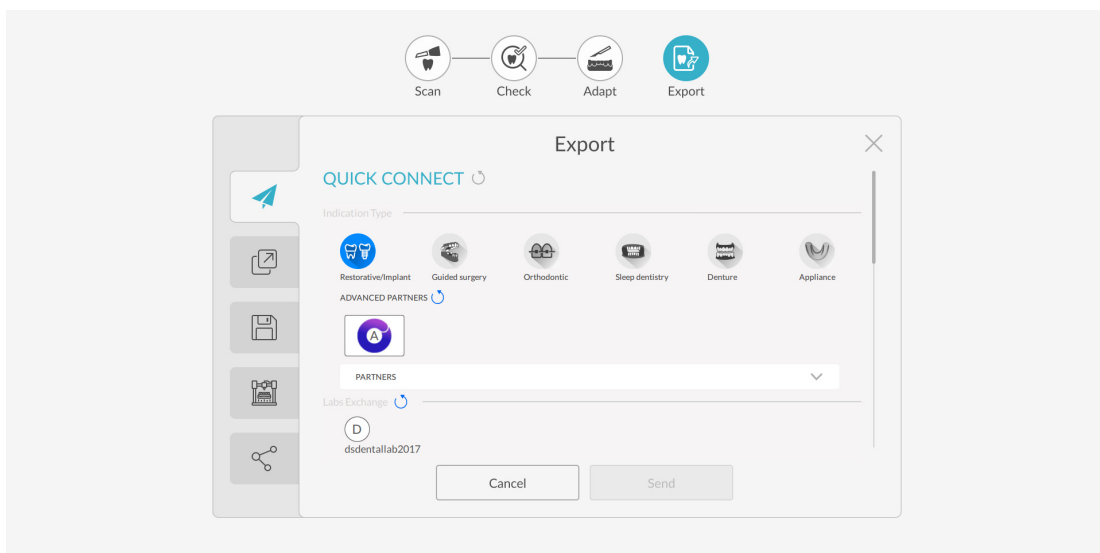 Scan Check Adapt Export
Export
QUICK CONNECT
Indication Type
Restorative/Implant Guided surgery Orthodontic Sleep dentistry Denture Appliance
ADVANCED PARTNERS
A
PARTNERS
Labs Exchange
D
dsdentallab2017
Cancel Send